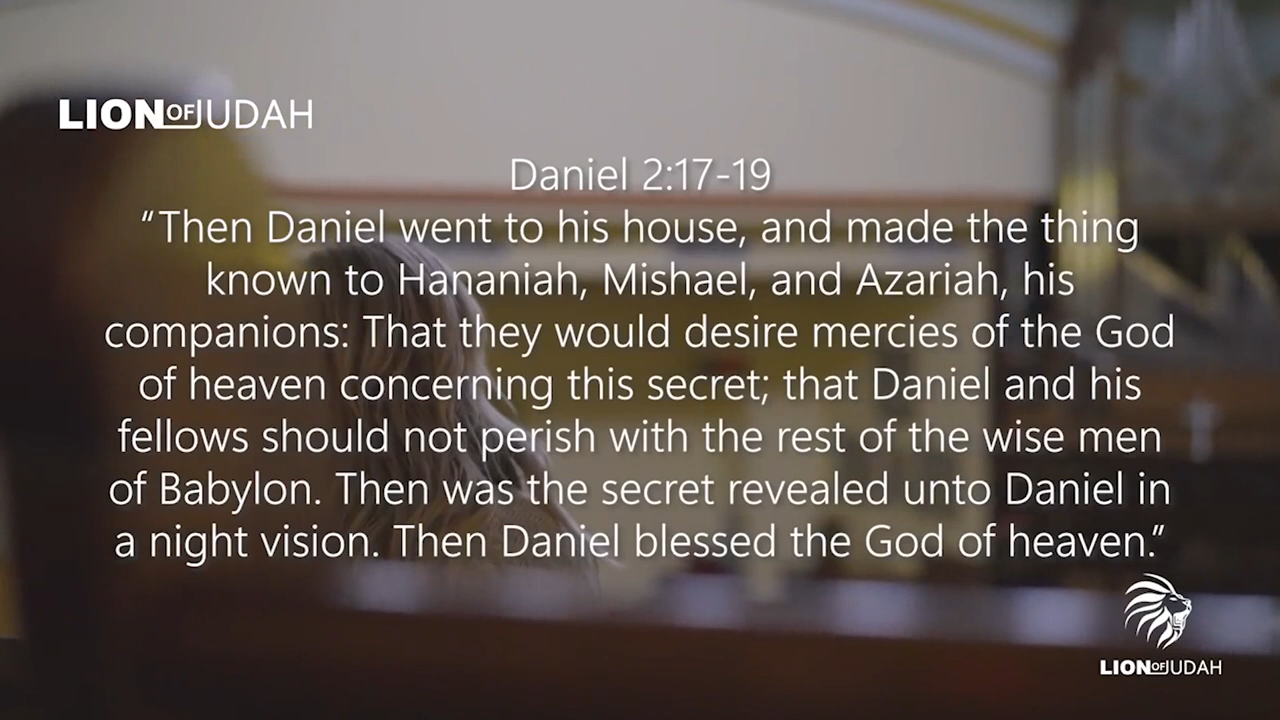 LION OF JUDAH
Daniel 2:17-19
“Then Daniel went to his house, and made the thing
known to Hananiah, Mishael, and Azariah, his
companions: That they would desire mercies of the God
of heaven concerning this secret; that Daniel and his
fellows should not perish with the rest of the wise men
of Babylon. Then was the secret revealed unto Daniel in
a night vision. Then Daniel blessed the God of heaven.”
LION OF JUDAH